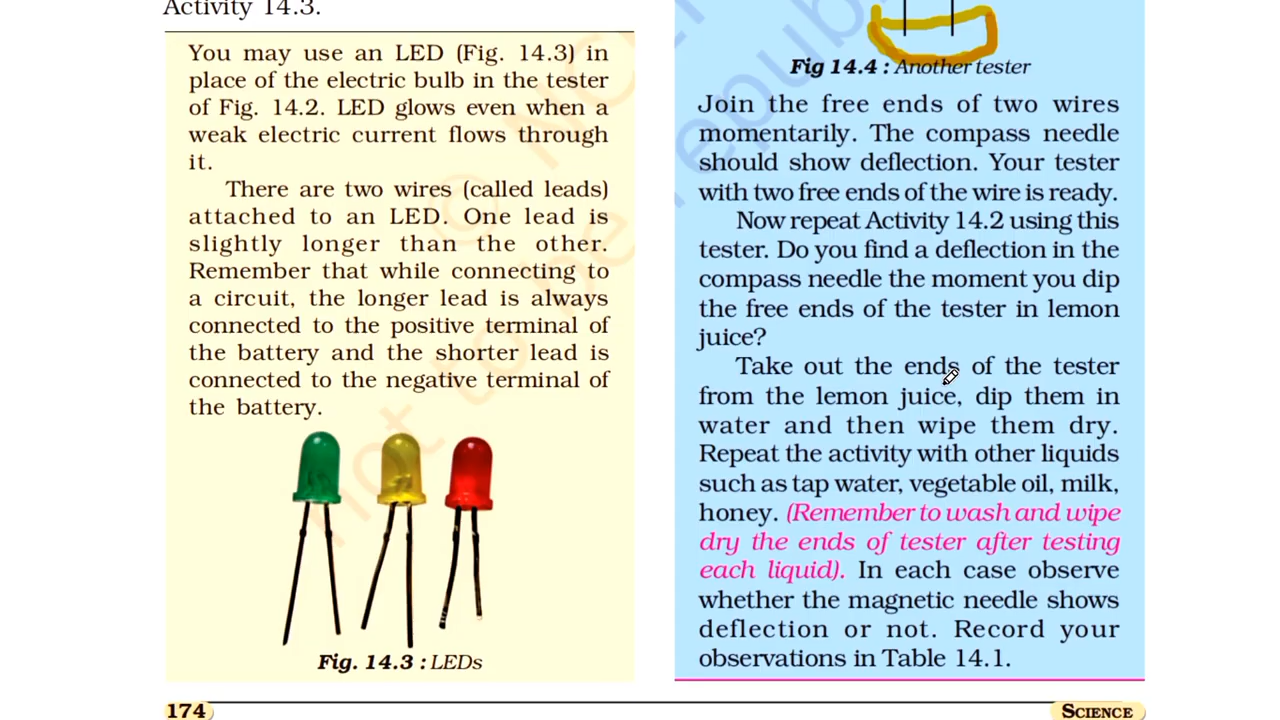 Activity 14.3.
You may use an LED (Fig. 14.3) in
place of the electric bulb in the tester
of Fig. 14.2. LED glows even when a
weak electric current flows through
it.
There are two wires (called leads)
attached to an LED. One lead is
slightly longer than the other.
Remember that while connecting to
a circuit, the longer lead is always
connected to the positive terminal of
the battery and the shorter lead is
connected to the negative terminal of
the battery.
Fig. 14.3 : LEDs
174
Fig 14.4 : Another tester
Join the free ends of two wires
momentarily. The compass needle
should show deflection. Your tester
with two free ends of the wire is ready.
Now repeat Activity 14.2 using this
tester. Do you find a deflection in the
compass needle the moment you dip
the free ends of the tester in lemon
juice?
Take out the ends of the tester
from the lemon juice, dip them in
water and then wipe them dry.
Repeat the activity with other liquids
such as tap water, vegetable oil, milk,
honey. (Remember to wash and wipe
dry the ends of tester after testing
each liquid). In each case observe
whether the magnetic needle shows
deflection or not. Record your
observations in Table 14.1.
SCIENCE
© NC
not to be republ